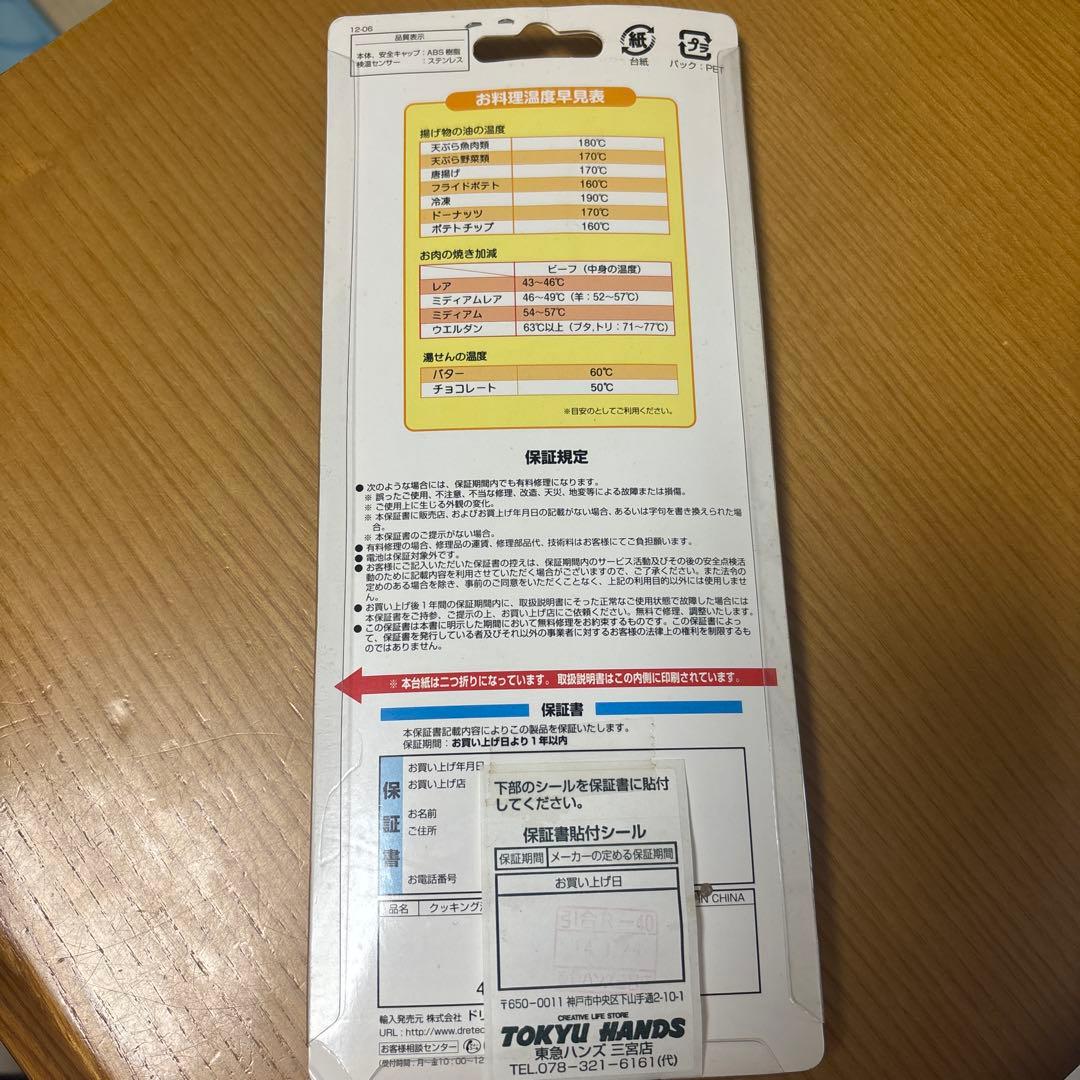 12-06
品質表示
本体、安全キャップ：ABS 樹脂
検温センサー ：ステンレス
紙
台紙
プラ
パック：PET
お料理温度早見表
揚げ物の油の温度
天ぷら魚肉類 180℃
天ぷら野菜類 170℃
唐揚げ 170℃
フライドポテト 160℃
冷凍 190℃
ドーナッツ 170℃
ポテトチップ 160℃
お肉の焼き加減
ビーフ（中身の温度）
レア 43～46℃
ミディアムレア 46～49℃（羊：52～57℃）
ミディアム 54～57℃
ウエルダン 63℃以上（ブタ,トリ：71～77℃）
湯せんの温度
バター 60℃
チョコレート 50℃
※目安のとしてご利用ください。
保証規定
● 次のような場合には、保証期間内でも有料修理になります。
※ 誤ったご使用、不注意、不当な修理、改造、天災、地変等による故障または損傷。
※ ご使用上に生じる外観の変化。
※ 本保証書に販売店、およびお買上げ年月日の記載がない場合、あるいは字句を書き換えられた場
合。
※ 本保証書のご提示がない場合。
● 有料修理の場合、修理品の運賃、修理部品代、技術料はお客様にてご負担願います。
● 電池は保証対象外です。
● お客様にご記入いただいた保証書の控えは、保証期間内のサービス活動及びその後の安全点検活
動のために記載内容を利用させていただく場合がございますので、ご了承ください。また法令の
定めのある場合を除き、事前のご同意をいただくことなく、上記の利用目的以外には使用しませ
ん。
● お買い上げ後1年間の保証期間内に、取扱説明書にそった正常なご使用状態で故障した場合には
本保証書をご持参、ご提示の上、お買い上げ店にご依頼ください。無料で修理、調整いたします。
● この保証書は本書に明示した期間において無料修理をお約束するものです。この保証書によっ
て、保証書を発行している者及びそれ以外の事業者に対するお客様の法律上の権利を制限するも
のではありません。
※ 本台紙は二つ折りになっています。 取扱説明書はこの内側に印刷されています。
保証書
本保証書記載内容によりこの製品を保証いたします。
保証期間：お買い上げ日より1年以内
保証書
お買い上げ年月日
お買い上げ店
お名前
ご住所
お電話番号
品名 クッキング
CHINA
4
輸入発売元 株式会社 ドリ
URL：http://www.dretec
お客様相談センター
(受付時間：月～金10：00～12
下部のシールを保証書に貼付
してください。
保証書貼付シール
保証期間 メーカーの定める保証期間
お買い上げ日
引合R-40
〒650-0011 神戸市中央区下山手通2-10-1
CREATIVE LIFE STORE
TOKYU HANDS
東急ハンズ 三宮店
TEL.078-321-6161(代)